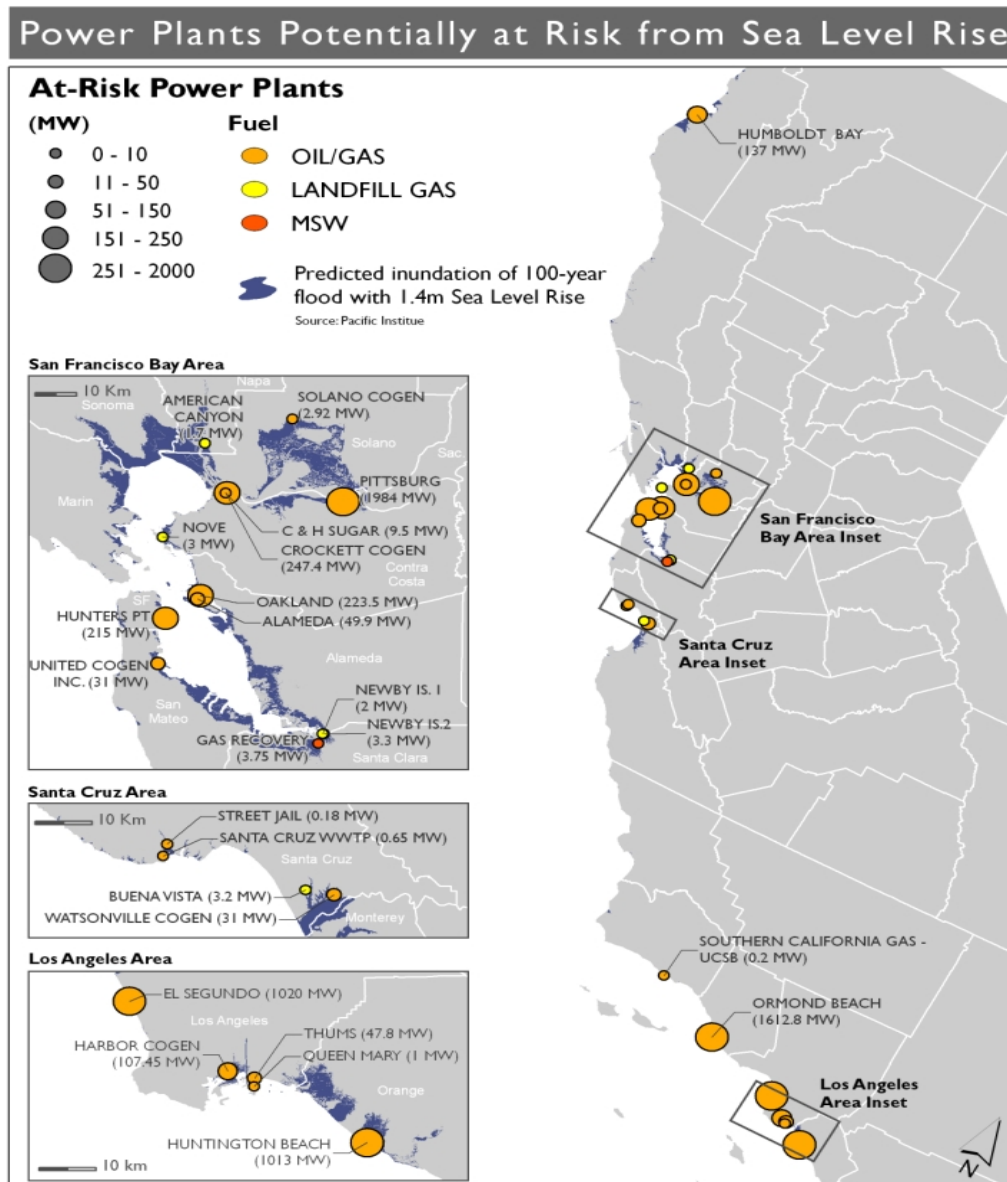 Power Plants Potentially at Risk from Sea Level Rise
At-Risk Power Plants
(MW)
0 - 10
11 - 50
51 - 150
151 - 250
251 - 2000
Fuel
OIL/GAS
LANDFILL GAS
MSW
Predicted inundation of 100-year
flood with 1.4m Sea Level Rise
Source: Pacific Institue
San Francisco Bay Area
10 Km
Napa
Sonoma
AMERICAN
CANYON
(1.7 MW)
SOLANO COGEN
(2.92 MW)
Solano
Sac
Marin
PITTSBURG
(1984 MW)
NOVE
(3 MW)
C & H SUGAR (9.5 MW)
CROCKETT COGEN
(247.4 MW)
Contra
Costa
SF
OAKLAND (223.5 MW)
ALAMEDA (49.9 MW)
HUNTERS PT
(215 MW)
UNITED COGEN
INC. (31 MW)
Alameda
San
Mateo
NEWBY IS. 1
(2 MW)
NEWBY IS.2
(3.3 MW)
GAS RECOVERY
(3.75 MW)
Santa Clara
Santa Cruz Area
10 Km
STREET JAIL (0.18 MW)
SANTA CRUZ WWTP (0.65 MW)
Santa Cruz
BUENA VISTA (3.2 MW)
WATSONVILLE COGEN (31 MW)
Monterey
Los Angeles Area
EL SEGUNDO (1020 MW)
Los Angeles
THUMS (47.8 MW)
HARBOR COGEN
(107.45 MW)
QUEEN MARY (1 MW)
Orange
HUNTINGTON BEACH
(1013 MW)
10 km
HUMBOLDT BAY
(137 MW)
San Francisco
Bay Area Inset
Santa Cruz
Area Inset
SOUTHERN CALIFORNIA GAS -
UCSB (0.2 MW)
ORMOND BEACH
(1612.8 MW)
Los Angeles
Area Inset
N